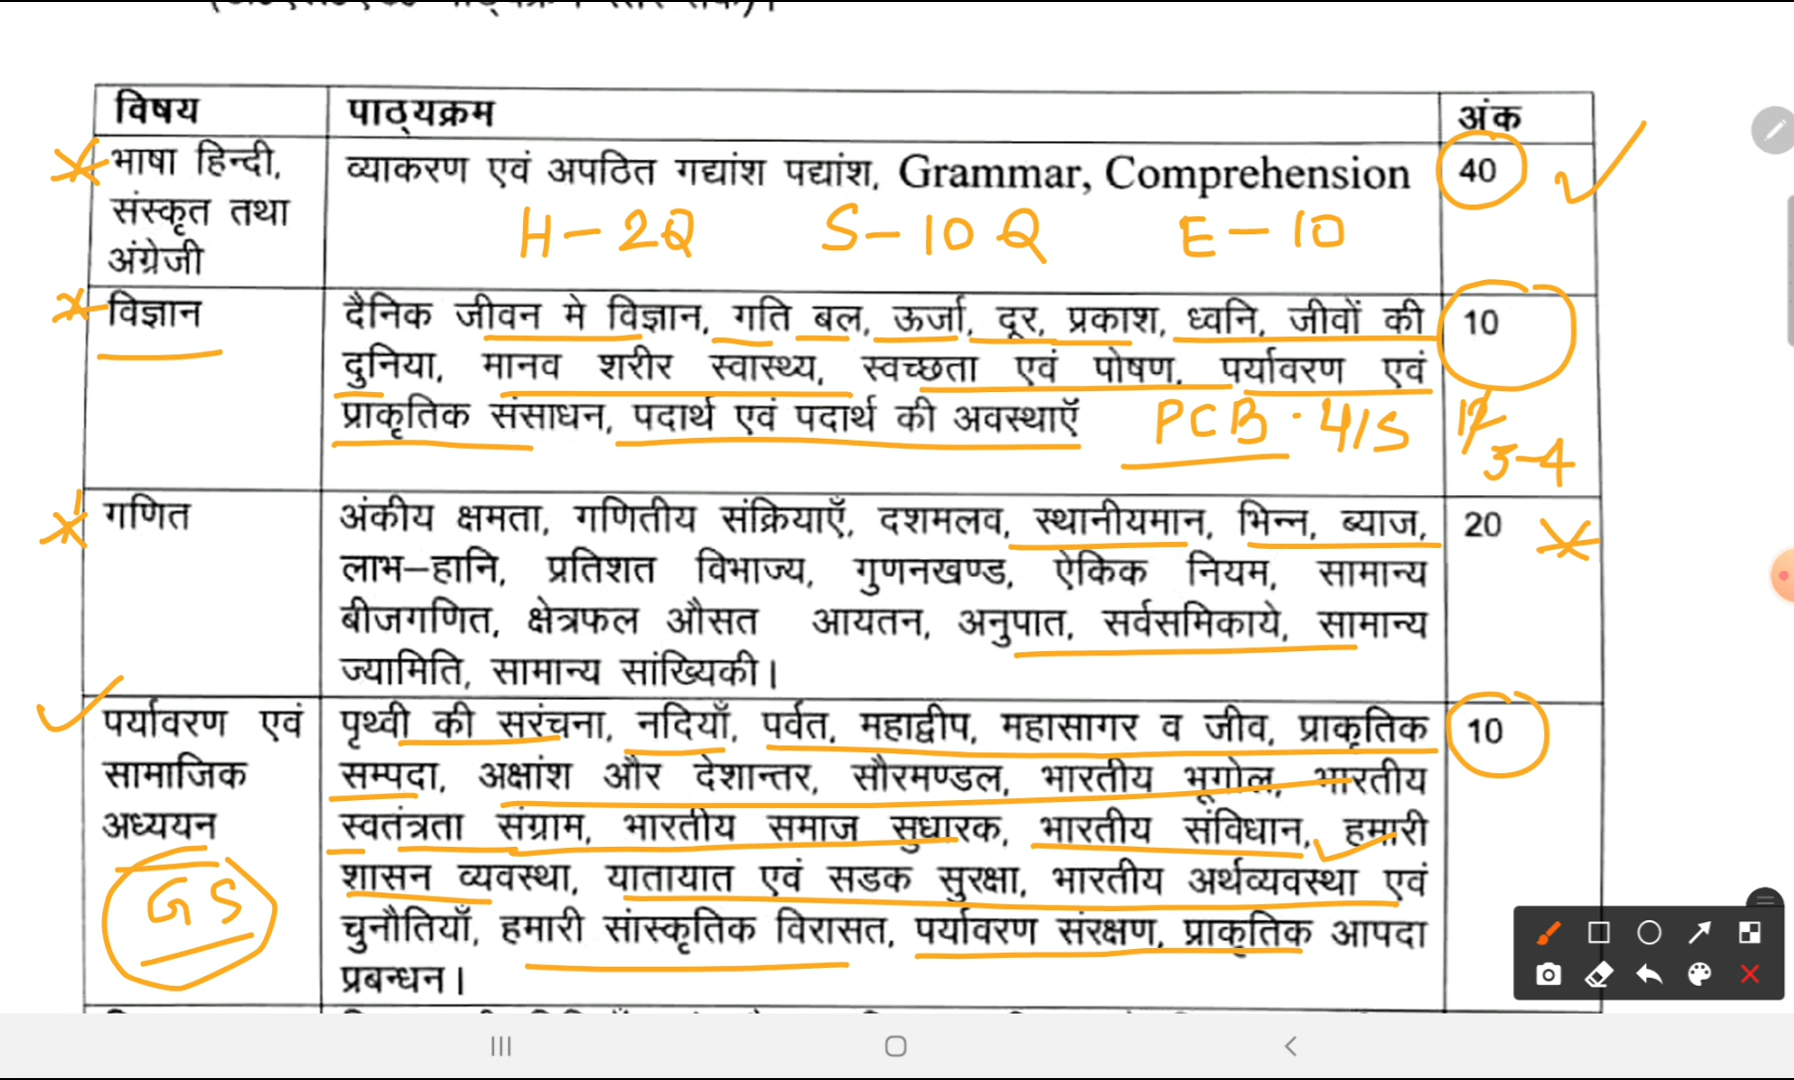 विषय पाठ्यक्रम अंक
भाषा हिन्दी, व्याकरण एवं अपठित गद्यांश पद्यांश, Grammar, Comprehension 40
संस्कृत तथा H-2Q S-10 Q E-10
अंग्रेजी
विज्ञान दैनिक जीवन मे विज्ञान, गति बल, ऊर्जा, दूर, प्रकाश, ध्वनि, जीवों की 10
दुनिया, मानव शरीर स्वास्थ्य, स्वच्छता एवं पोषण, पर्यावरण एवं
प्राकृतिक संसाधन, पदार्थ एवं पदार्थ की अवस्थाऍ PCB
3-4
गणित अंकीय क्षमता, गणितीय संक्रियाएँ, दशमलव, स्थानीयमान, भिन्न, ब्याज, 20
लाभ–हानि, प्रतिशत विभाज्य, गुणनखण्ड, ऐकिक नियम, सामान्य
बीजगणित, क्षेत्रफल औसत आयतन, अनुपात, सर्वसमिकाये, सामान्य
ज्यामिति, सामान्य सांख्यिकी।
पर्यावरण एवं पृथ्वी की सरंचना, नदियाँ, पर्वत, महाद्वीप, महासागर व जीव, प्राकृतिक 10
सामाजिक सम्पदा, अक्षांश और देशान्तर, सौरमण्डल, भारतीय भूगोल, भारतीय
अध्ययन स्वतंत्रता संग्राम, भारतीय समाज सुधारक, भारतीय संविधान, हमारी
GS शासन व्यवस्था, यातायात एवं सडक सुरक्षा, भारतीय अर्थव्यवस्था एवं
चुनौतियाँ, हमारी सांस्कृतिक विरासत, पर्यावरण संरक्षण, प्राकृतिक आपदा
प्रबन्धन।